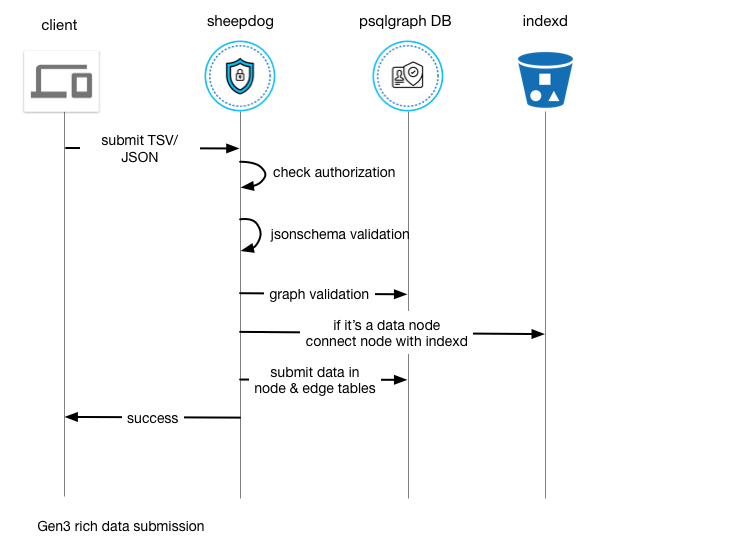 client
sheepdog
psqlgraph DB
indexd
submit TSV/
JSON
check authorization
jsonschema validation
graph validation
if it’s a data node
connect node with indexd
submit data in
node & edge tables
success
Gen3 rich data submission